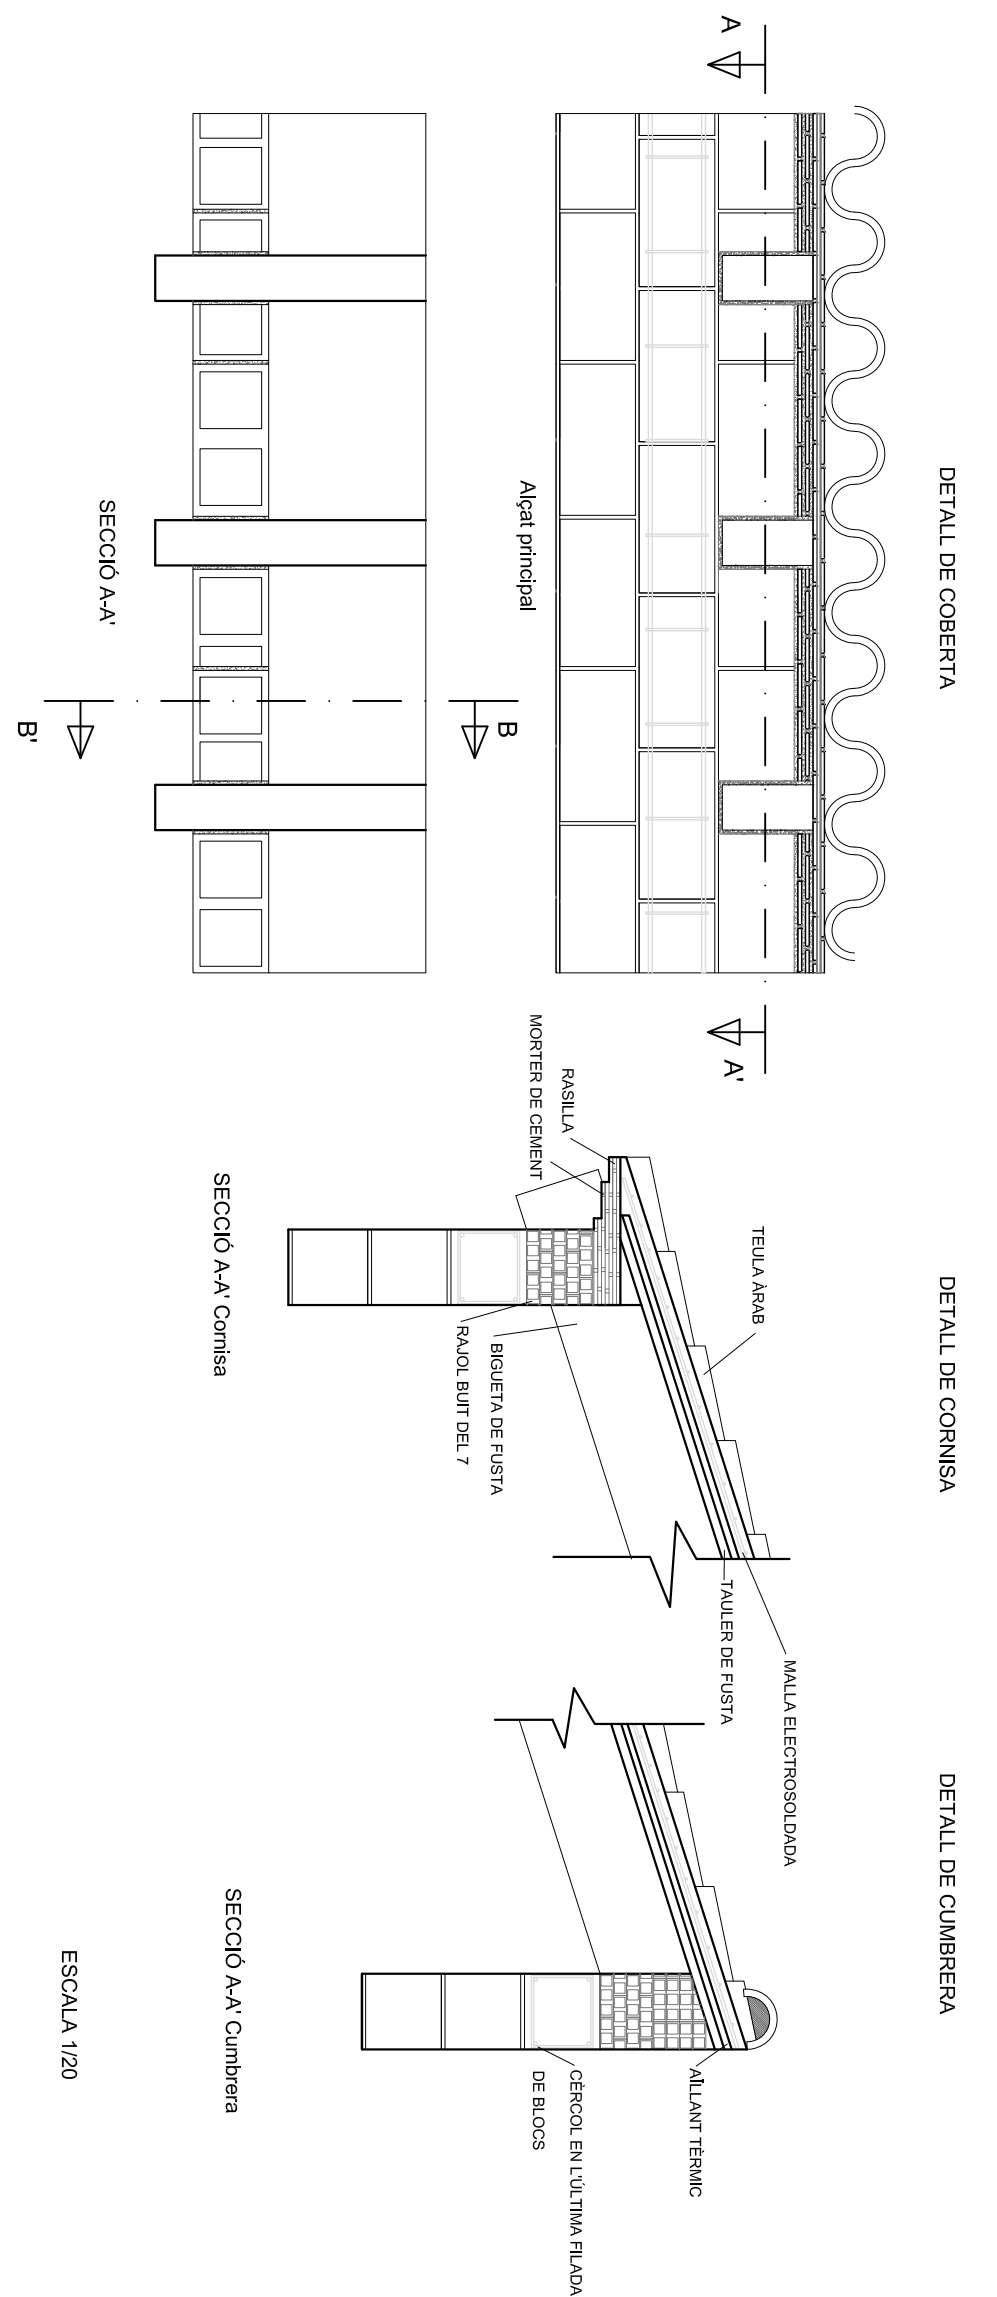 DETALL DE COBERTA
A
A'
Alçat principal
B
B'
SECCIÓ A-A'
DETALL DE CORNISA
TEULA ÀRAB
RASILLA
MORTER DE CEMENT
MALLA ELECTROSOLDADA
TAULER DE FUSTA
BIGUETA DE FUSTA
RAJOL BUIT DEL 7
SECCIÓ A-A' Cornisa
DETALL DE CUMBRERA
AÏLLANT TÈRMIC
CÈRCOL EN L'ÚLTIMA FILADA
DE BLOCS
SECCIÓ A-A' Cumbrera
ESCALA 1/20